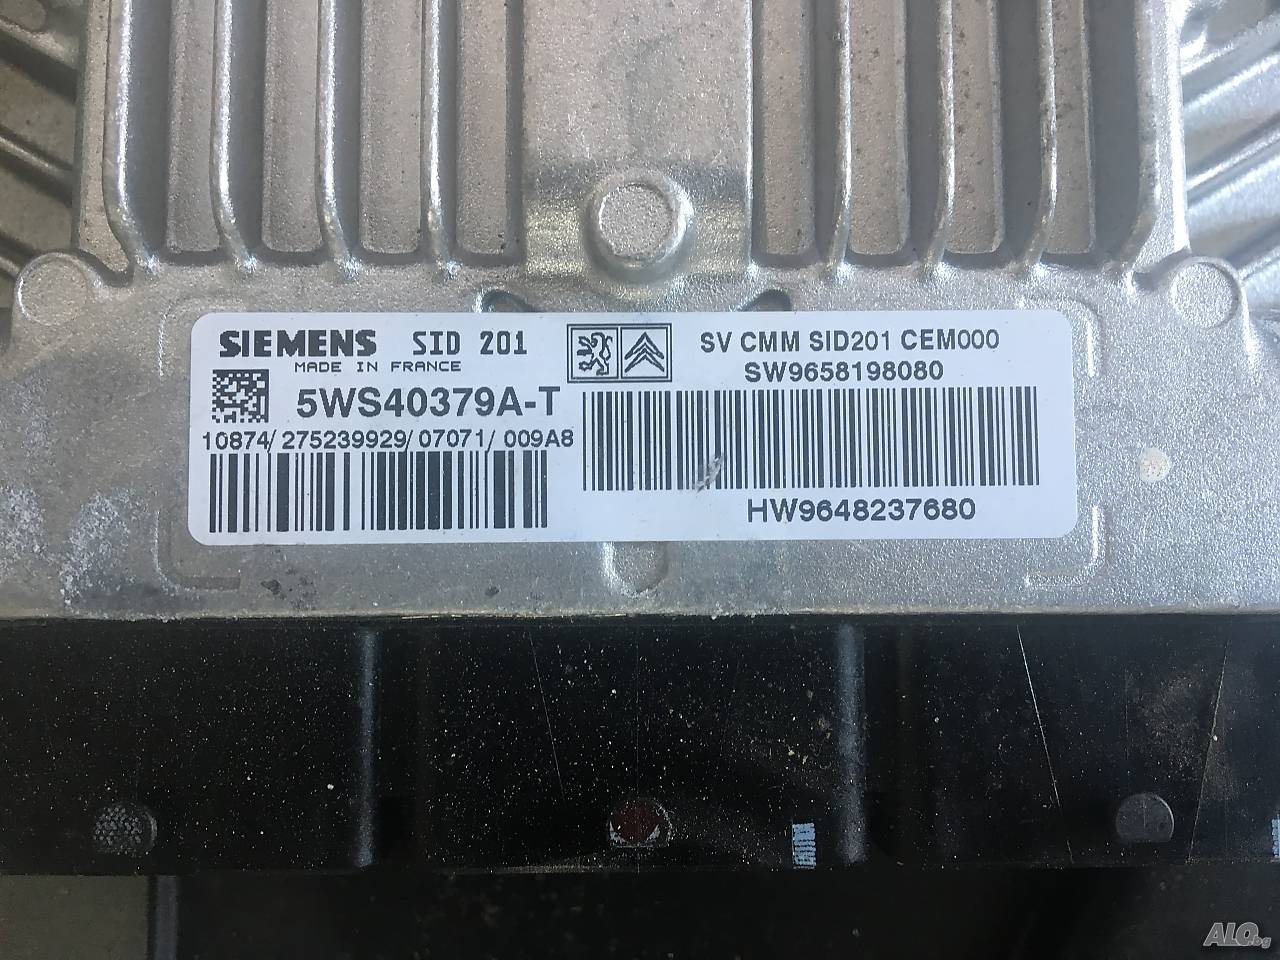 SIEMENS SID 201
MADE IN FRANCE
5WS40379A-T
10874/275239929/07071/009A8
SV CMM SID201 CEM000
SW9658198080
HW9648237680
ALO.bg